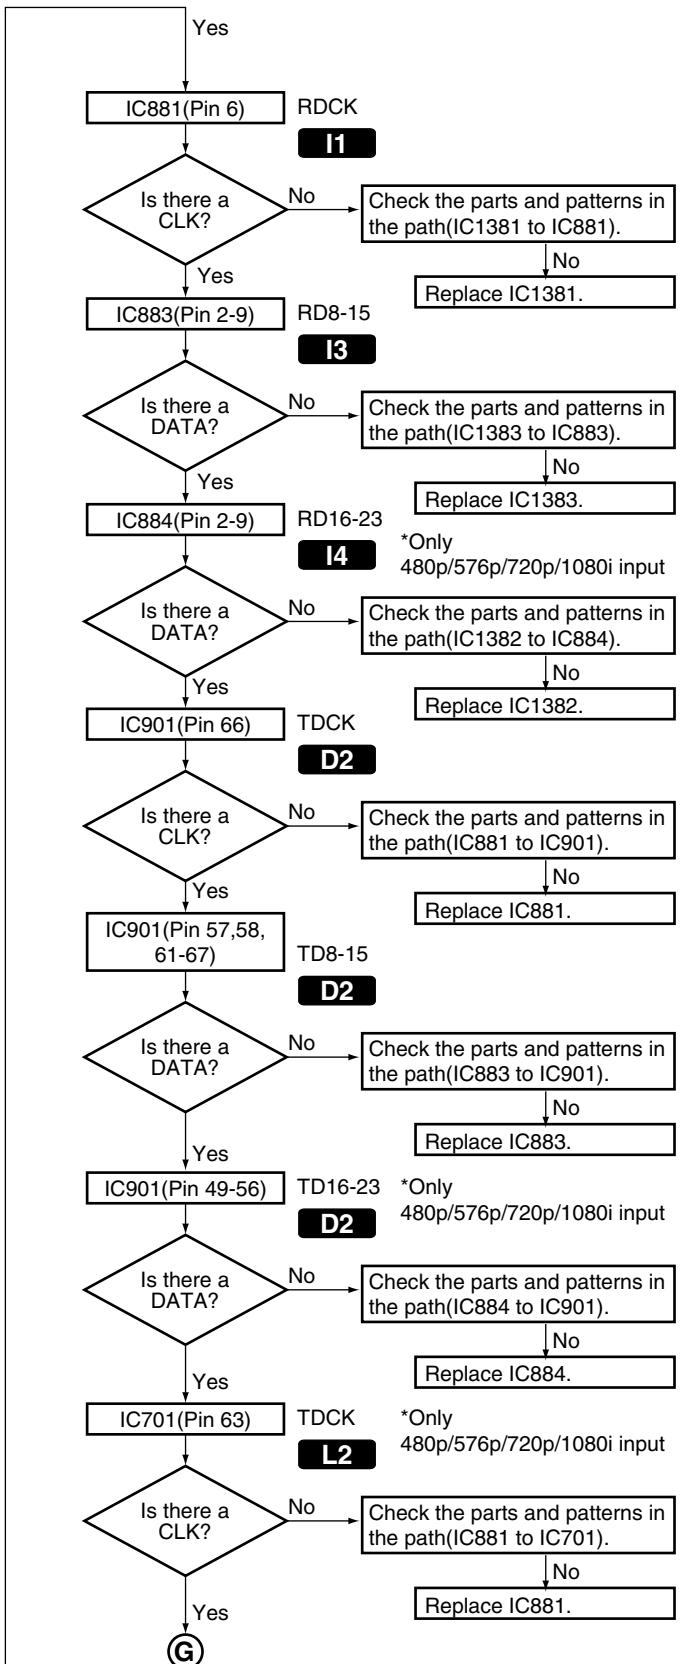 Yes
IC881(Pin 6)
RDCK
I1
Is there a
CLK?
No
Check the parts and patterns in
the path(IC1381 to IC881).
No
Replace IC1381.
Yes
IC883(Pin 2-9)
RD8-15
I3
Is there a
DATA?
No
Check the parts and patterns in
the path(IC1383 to IC883).
No
Replace IC1383.
Yes
IC884(Pin 2-9)
RD16-23
I4
*Only
480p/576p/720p/1080i input
Is there a
DATA?
No
Check the parts and patterns in
the path(IC1382 to IC884).
No
Replace IC1382.
Yes
IC901(Pin 66)
TDCK
D2
Is there a
CLK?
No
Check the parts and patterns in
the path(IC881 to IC901).
No
Replace IC881.
Yes
IC901(Pin 57,58,
61-67)
TD8-15
D2
Is there a
DATA?
No
Check the parts and patterns in
the path(IC883 to IC901).
No
Replace IC883.
Yes
IC901(Pin 49-56)
TD16-23
D2
*Only
480p/576p/720p/1080i input
Is there a
DATA?
No
Check the parts and patterns in
the path(IC884 to IC901).
No
Replace IC884.
Yes
IC701(Pin 63)
TDCK
L2
*Only
480p/576p/720p/1080i input
Is there a
CLK?
No
Check the parts and patterns in
the path(IC881 to IC701).
No
Replace IC881.
Yes
G